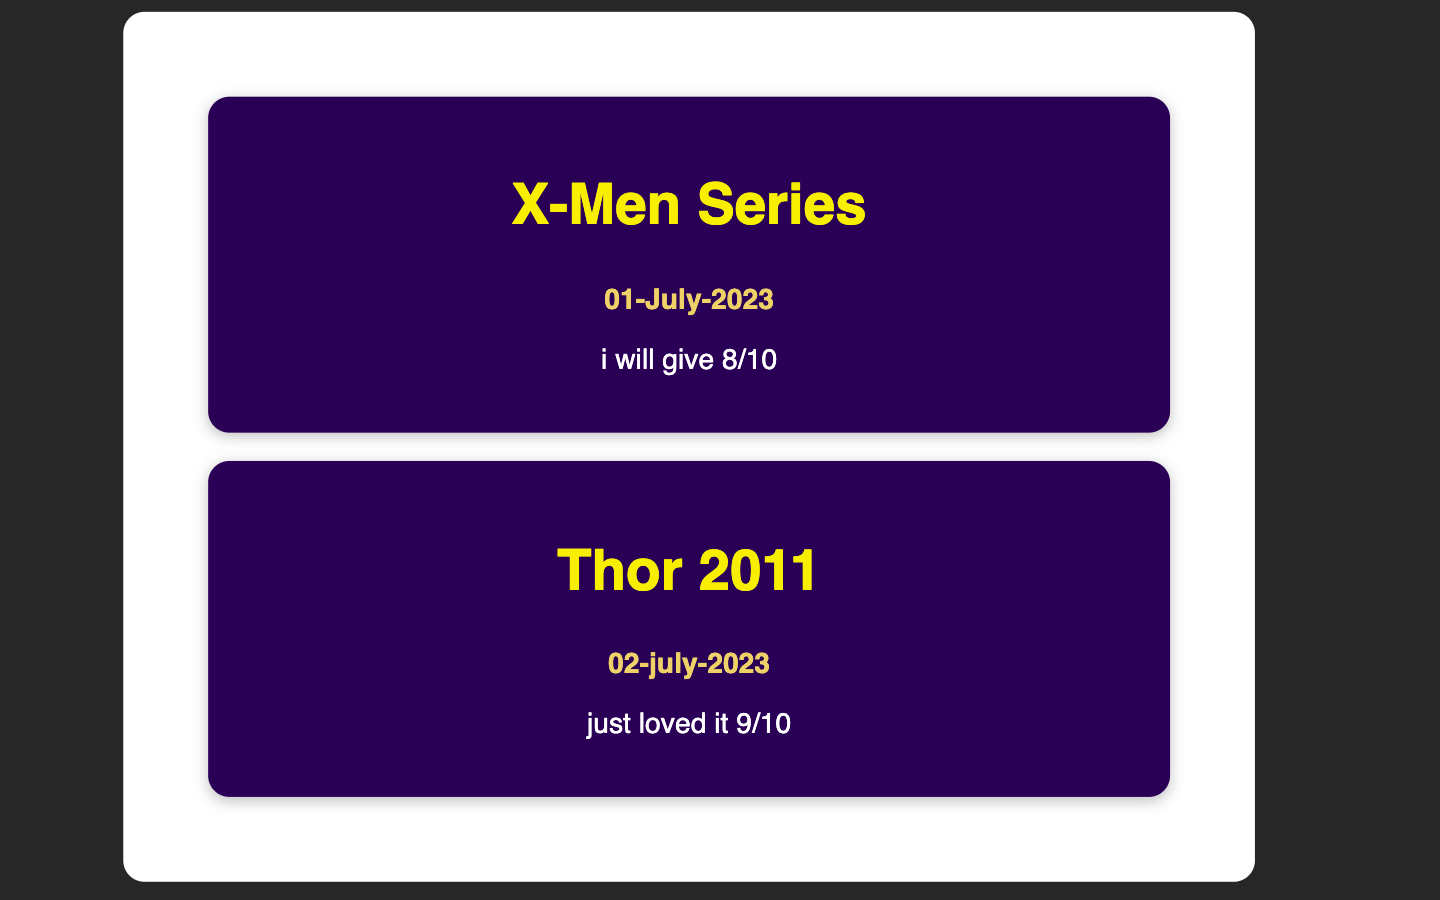 X-Men Series
01-July-2023
i will give 8/10
Thor 2011
02-july-2023
just loved it 9/10